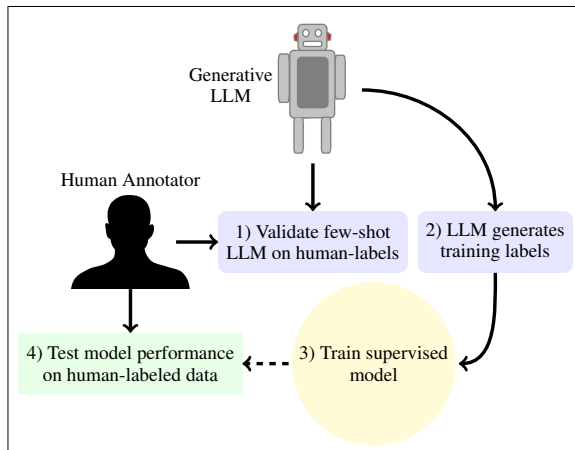 Generative
LLM
Human Annotator
1) Validate few-shot
LLM on human-labels
2) LLM generates
training labels
3) Train supervised
model
4) Test model performance
on human-labeled data